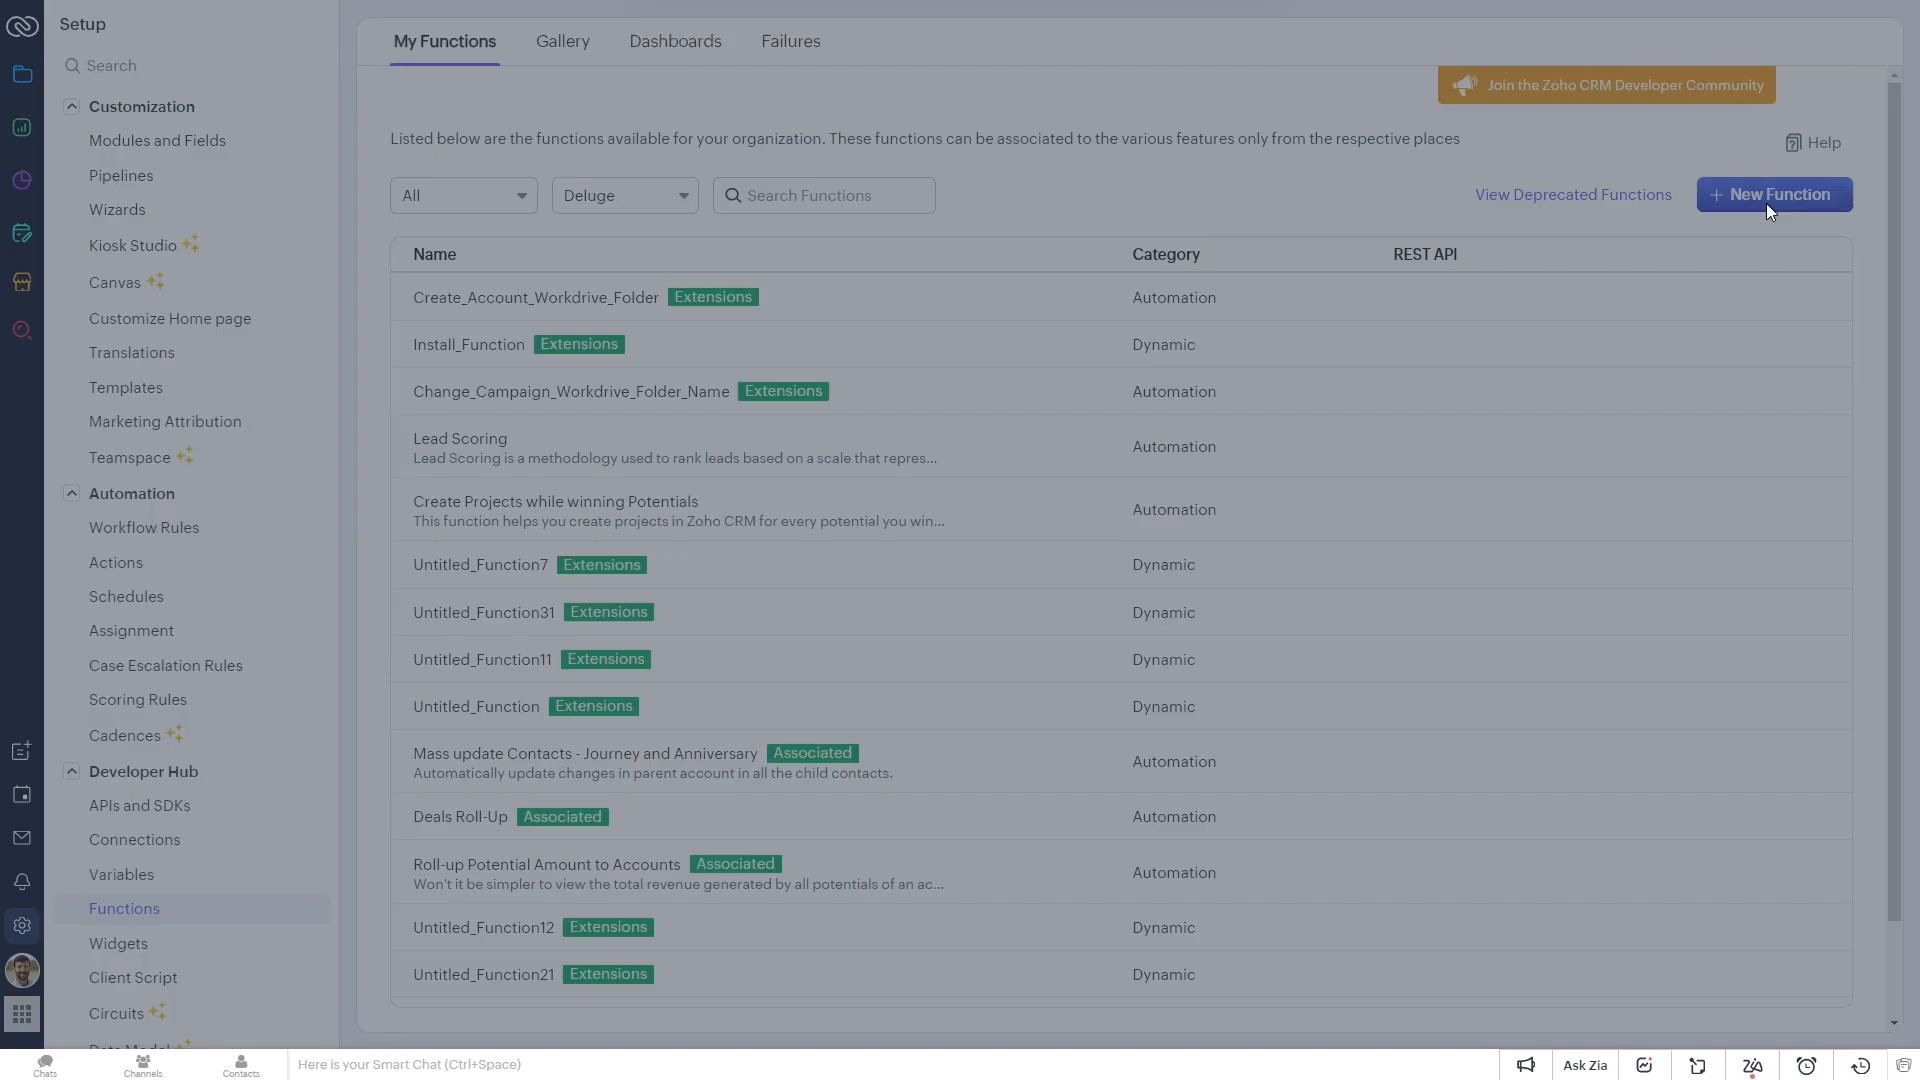 Setup
Search
Customization
Modules and Fields
Pipelines
Wizards
Kiosk Studio
Canvas
Customize Home page
Translations
Templates
Marketing Attribution
Teamspace
Automation
Workflow Rules
Actions
Schedules
Assignment
Case Escalation Rules
Scoring Rules
Cadences
Developer Hub
APIs and SDKs
Connections
Variables
Functions
Widgets
Client Script
Circuits
My Functions Gallery Dashboards Failures
Join the Zoho CRM Developer Community
Listed below are the functions available for your organization. These functions can be associated to the various features only from the respective places
Help
All Deluge Search Functions View Deprecated Functions + New Function
Name Category REST API
Create_Account_Workdrive_Folder Extensions Automation
Install_Function Extensions Dynamic
Change_Campaign_Workdrive_Folder_Name Extensions Automation
Lead Scoring
Lead Scoring is a methodology used to rank leads based on a scale that repres...
Automation
Create Projects while winning Potentials
This function helps you create projects in Zoho CRM for every potential you win...
Automation
Untitled_Function7 Extensions Dynamic
Untitled_Function31 Extensions Dynamic
Untitled_Function11 Extensions Dynamic
Untitled_Function Extensions Dynamic
Mass update Contacts - Journey and Anniversary Associated
Automatically update changes in parent account in all the child contacts.
Automation
Deals Roll-Up Associated Automation
Roll-up Potential Amount to Accounts Associated
Won't it be simpler to view the total revenue generated by all potentials of an ac...
Automation
Untitled_Function12 Extensions Dynamic
Untitled_Function21 Extensions Dynamic
Chats Channels Contacts Here is your Smart Chat (Ctrl+Space) Ask Zia